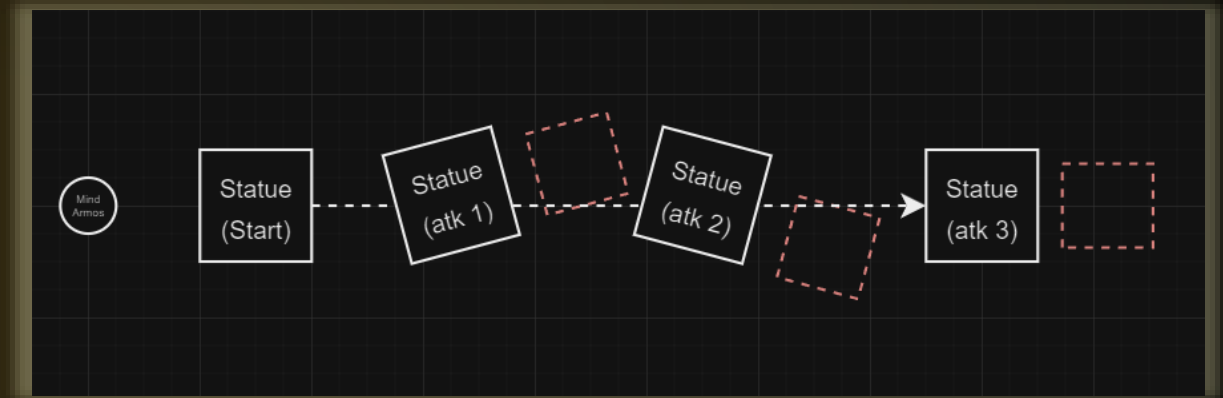 Mind
Armos
Statue
(Start)
Statue
(atk 1)
Statue
(atk 2)
Statue
(atk 3)